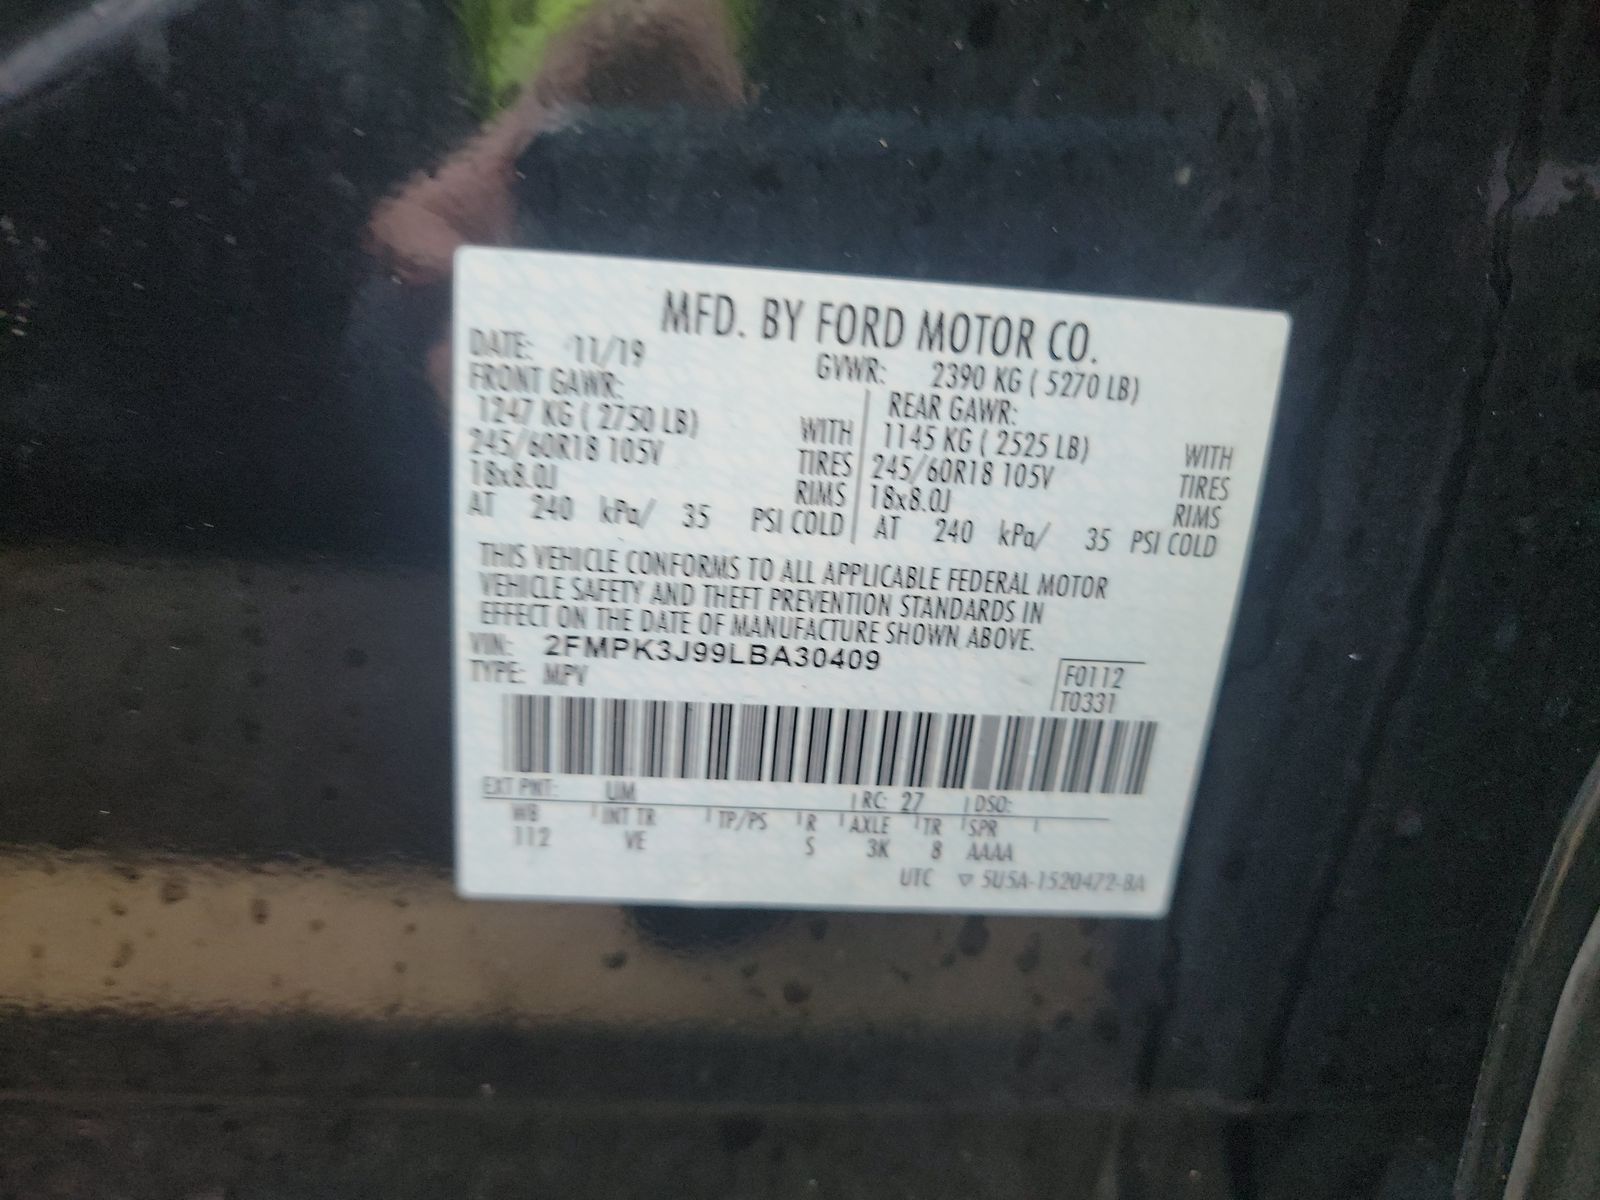 MFD. BY FORD MOTOR CO.
DATE: 11/19 GVWR: 2390 KG ( 5270 LB)
FRONT GAWR: REAR GAWR:
1247 KG ( 2750 LB) WITH 1145 KG ( 2525 LB) WITH
245/60R18 105V TIRES 245/60R18 105V TIRES
18x8.0J RIMS 18x8.0J RIMS
AT 240 kPa/ 35 PSI COLD AT 240 kPa/ 35 PSI COLD
THIS VEHICLE CONFORMS TO ALL APPLICABLE FEDERAL MOTOR
VEHICLE SAFETY AND THEFT PREVENTION STANDARDS IN
EFFECT ON THE DATE OF MANUFACTURE SHOWN ABOVE.
VIN: 2FMPK3J99LBA30409
TYPE: MPV
F0112
T0331
EXT PNT: UM RC: 27 DSO:
WB INT TR TP/PS R AXLE TR SPR
112 VE S 3K 8 AAAA
UTC ▽ 5U5A-1520472-BA